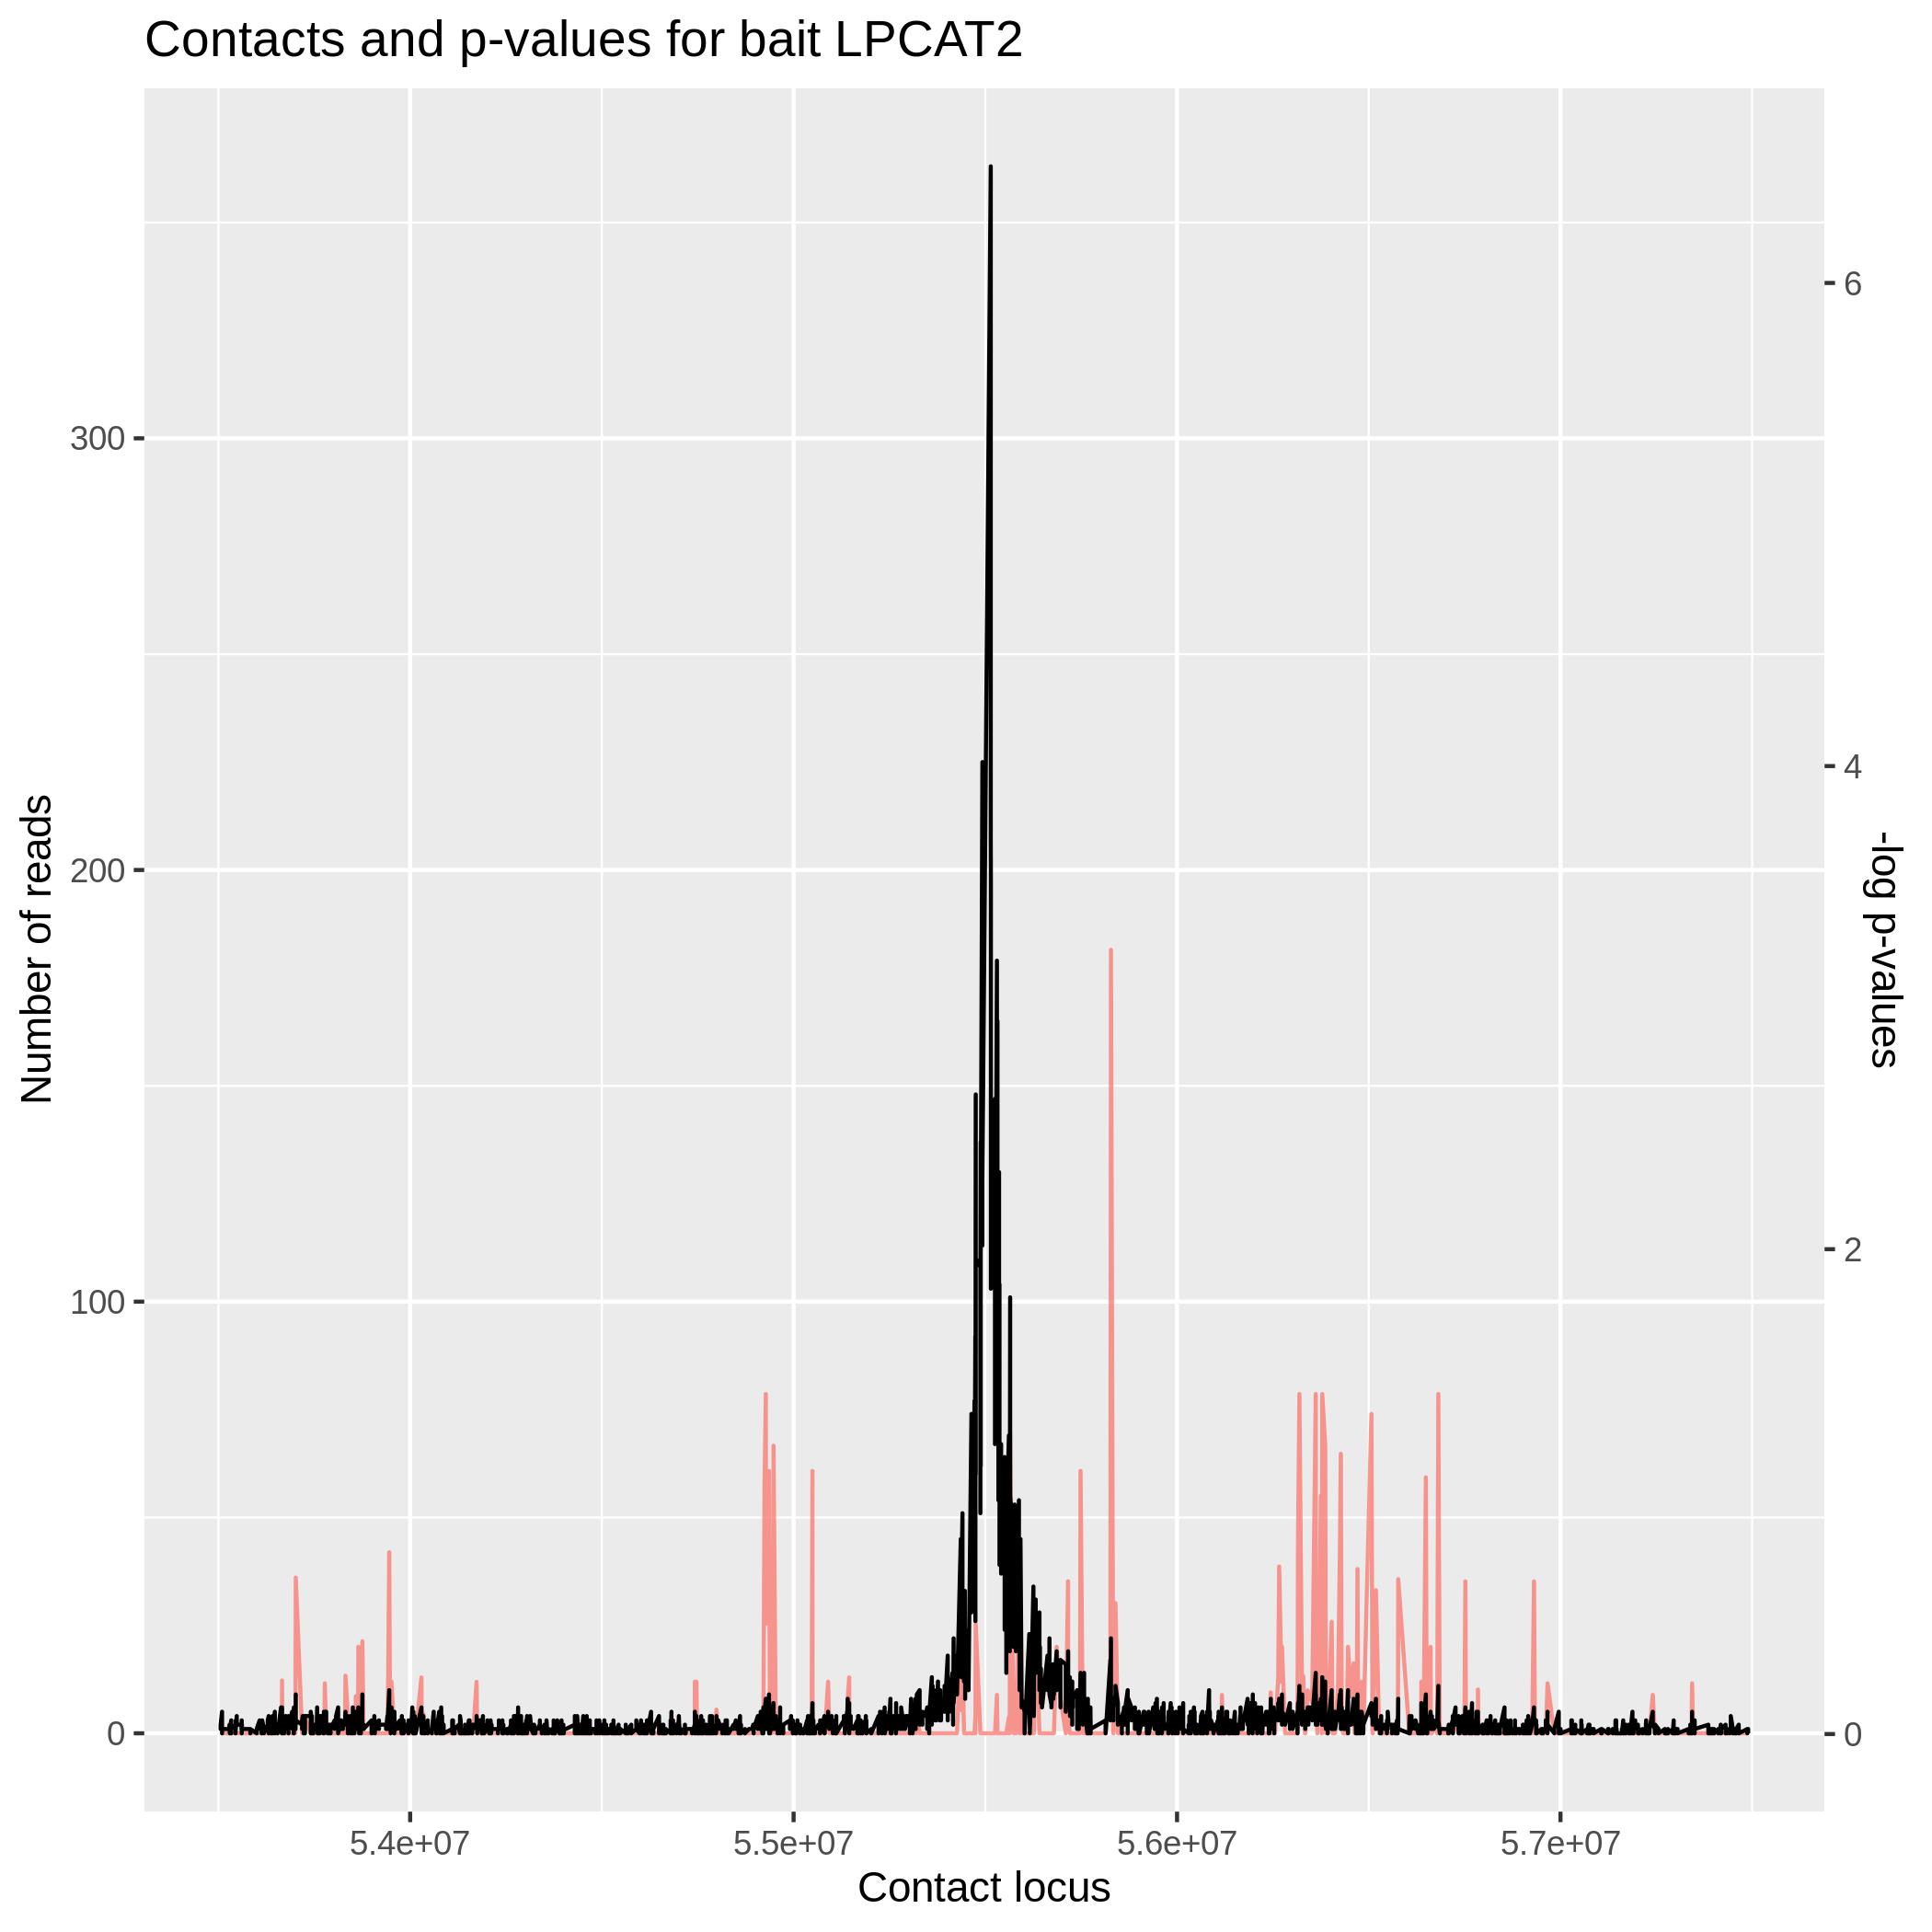 Contacts and p-values for bait LPCAT2
Number of reads
300
200
100
0
6
4
2
0
-log p-values
5.4e+07
5.5e+07
5.6e+07
5.7e+07
Contact locus